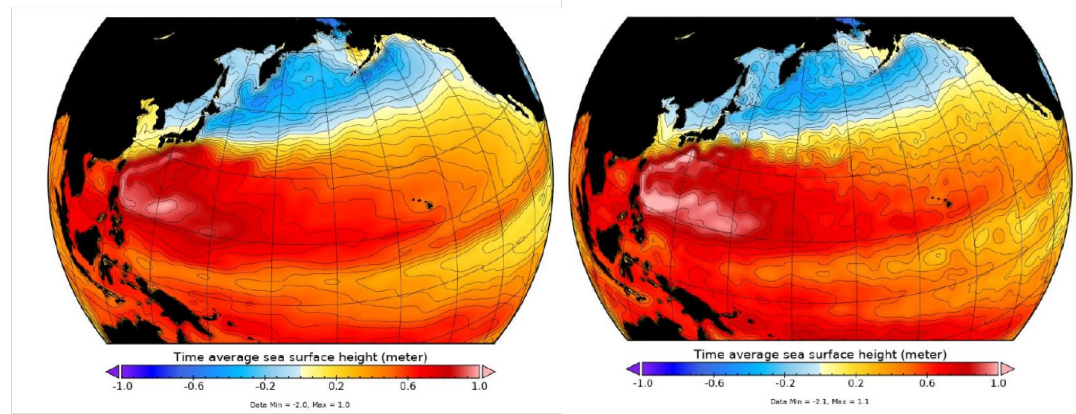 Time average sea surface height (meter)
-1.0 -0.6 -0.2 0.2 0.6 1.0
Data Min = -2.0, Max = 1.0
Time average sea surface height (meter)
-1.0 -0.6 -0.2 0.2 0.6 1.0
Data Min = -2.1, Max = 1.1